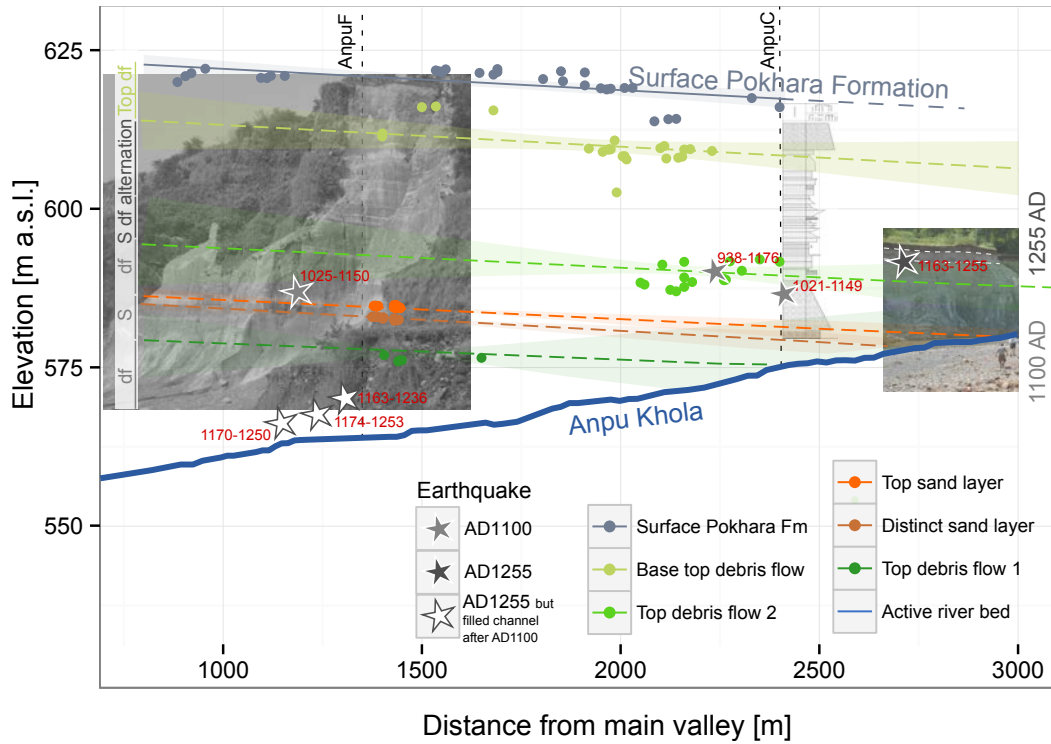 AnpuF
AnpuC
625
600
575
550
Elevation [m a.s.l.]
Top df
S df alternation
df
S
df
Surface Pokhara Formation
1025-1150
938-1176
1021-1149
1163-1255
1163-1236
1174-1253
1170-1250
Anpu Khola
1255 AD
1100 AD
Earthquake
AD1100
AD1255
AD1255 but
filled channel
after AD1100
Surface Pokhara Fm
Base top debris flow
Top debris flow 2
Top sand layer
Distinct sand layer
Top debris flow 1
Active river bed
1000
1500
2000
2500
3000
Distance from main valley [m]